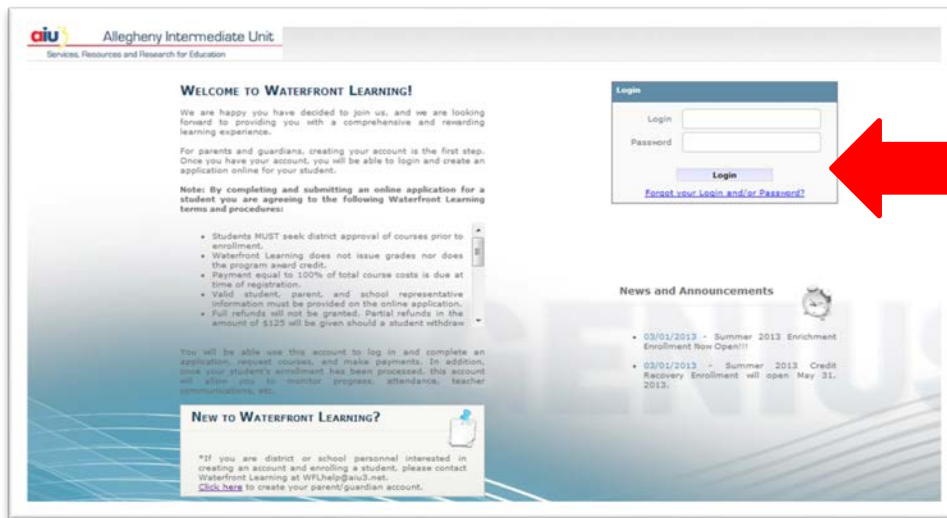 aiu Allegheny Intermediate Unit
Services, Resources and Research for Education
WELCOME TO WATERFRONT LEARNING!
We are happy you have decided to join us, and we are looking
forward to providing you with a comprehensive and rewarding
learning experience.
For parents and guardians, creating your account is the first step.
Once you have your account, you will be able to login and create an
application online for your student.
Note: By completing and submitting an online application for a
student you are agreeing to the following Waterfront Learning
terms and procedures:
• Students MUST seek district approval of courses prior to
enrollment.
• Waterfront Learning does not issue grades nor does
the program award credit.
• Payment equal to 100% of total course costs is due at
time of registration.
• Valid student, parent, and school representative
information must be provided on the online application.
• Full refunds will not be granted. Partial refunds in the
amount of $125 will be given should a student withdraw
You will be able use this account to log in and complete an
application, request courses, and make payments. In addition,
once your student's enrollment has been processed, this account
will allow you to monitor progress, attendance, teacher
communications, etc.
NEW TO WATERFRONT LEARNING?
*If you are district or school personnel interested in
creating an account and enrolling a student, please contact
Waterfront Learning at WFLhelp@aiu3.net.
Click here to create your parent/guardian account.
Login
Login
Password
Login
Forgot your Login and/or Password?
News and Announcements
• 03/01/2013 - Summer 2013 Enrichment
Enrollment Now Open!!!
• 03/01/2013 - Summer 2013 Credit
Recovery Enrollment will open May 31,
2013.
GENIUS